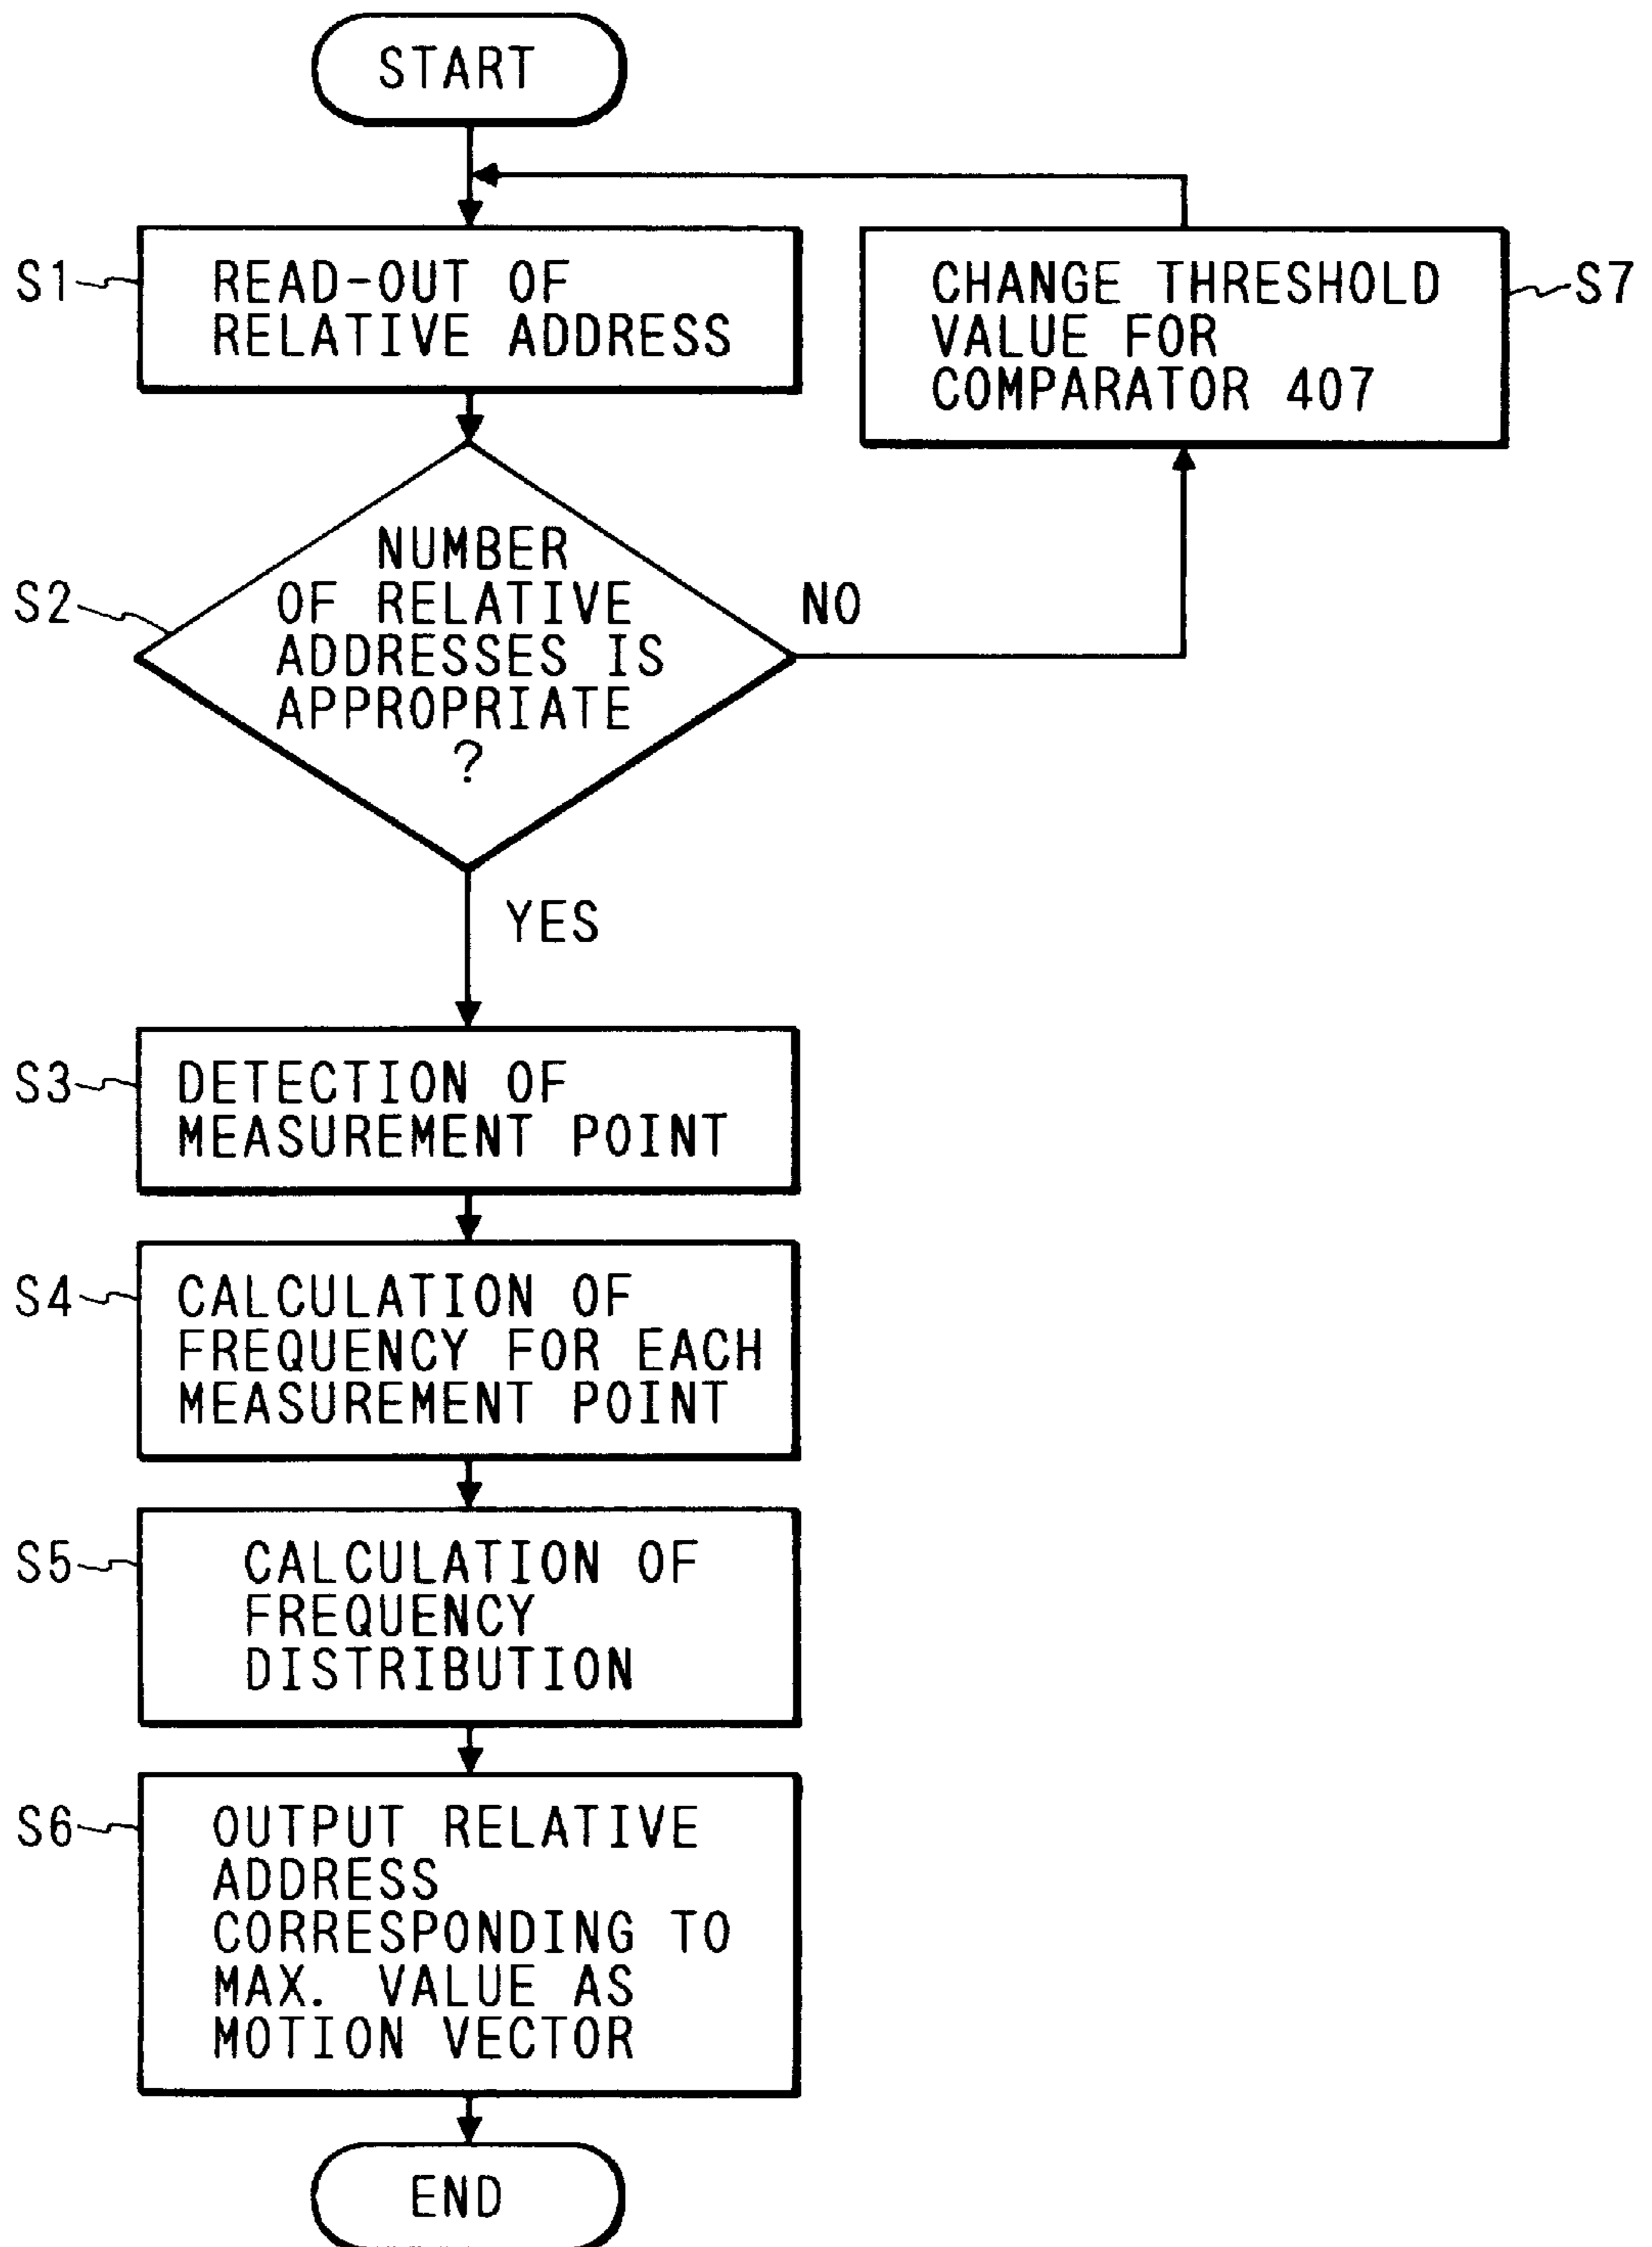 START
S1
READ-OUT OF
RELATIVE ADDRESS
CHANGE THRESHOLD
VALUE FOR
COMPARATOR 407
S7
S2
NUMBER
OF RELATIVE
ADDRESSES IS
APPROPRIATE
?
NO
YES
S3
DETECTION OF
MEASUREMENT POINT
S4
CALCULATION OF
FREQUENCY FOR EACH
MEASUREMENT POINT
S5
CALCULATION OF
FREQUENCY
DISTRIBUTION
S6
OUTPUT RELATIVE
ADDRESS
CORRESPONDING TO
MAX. VALUE AS
MOTION VECTOR
END